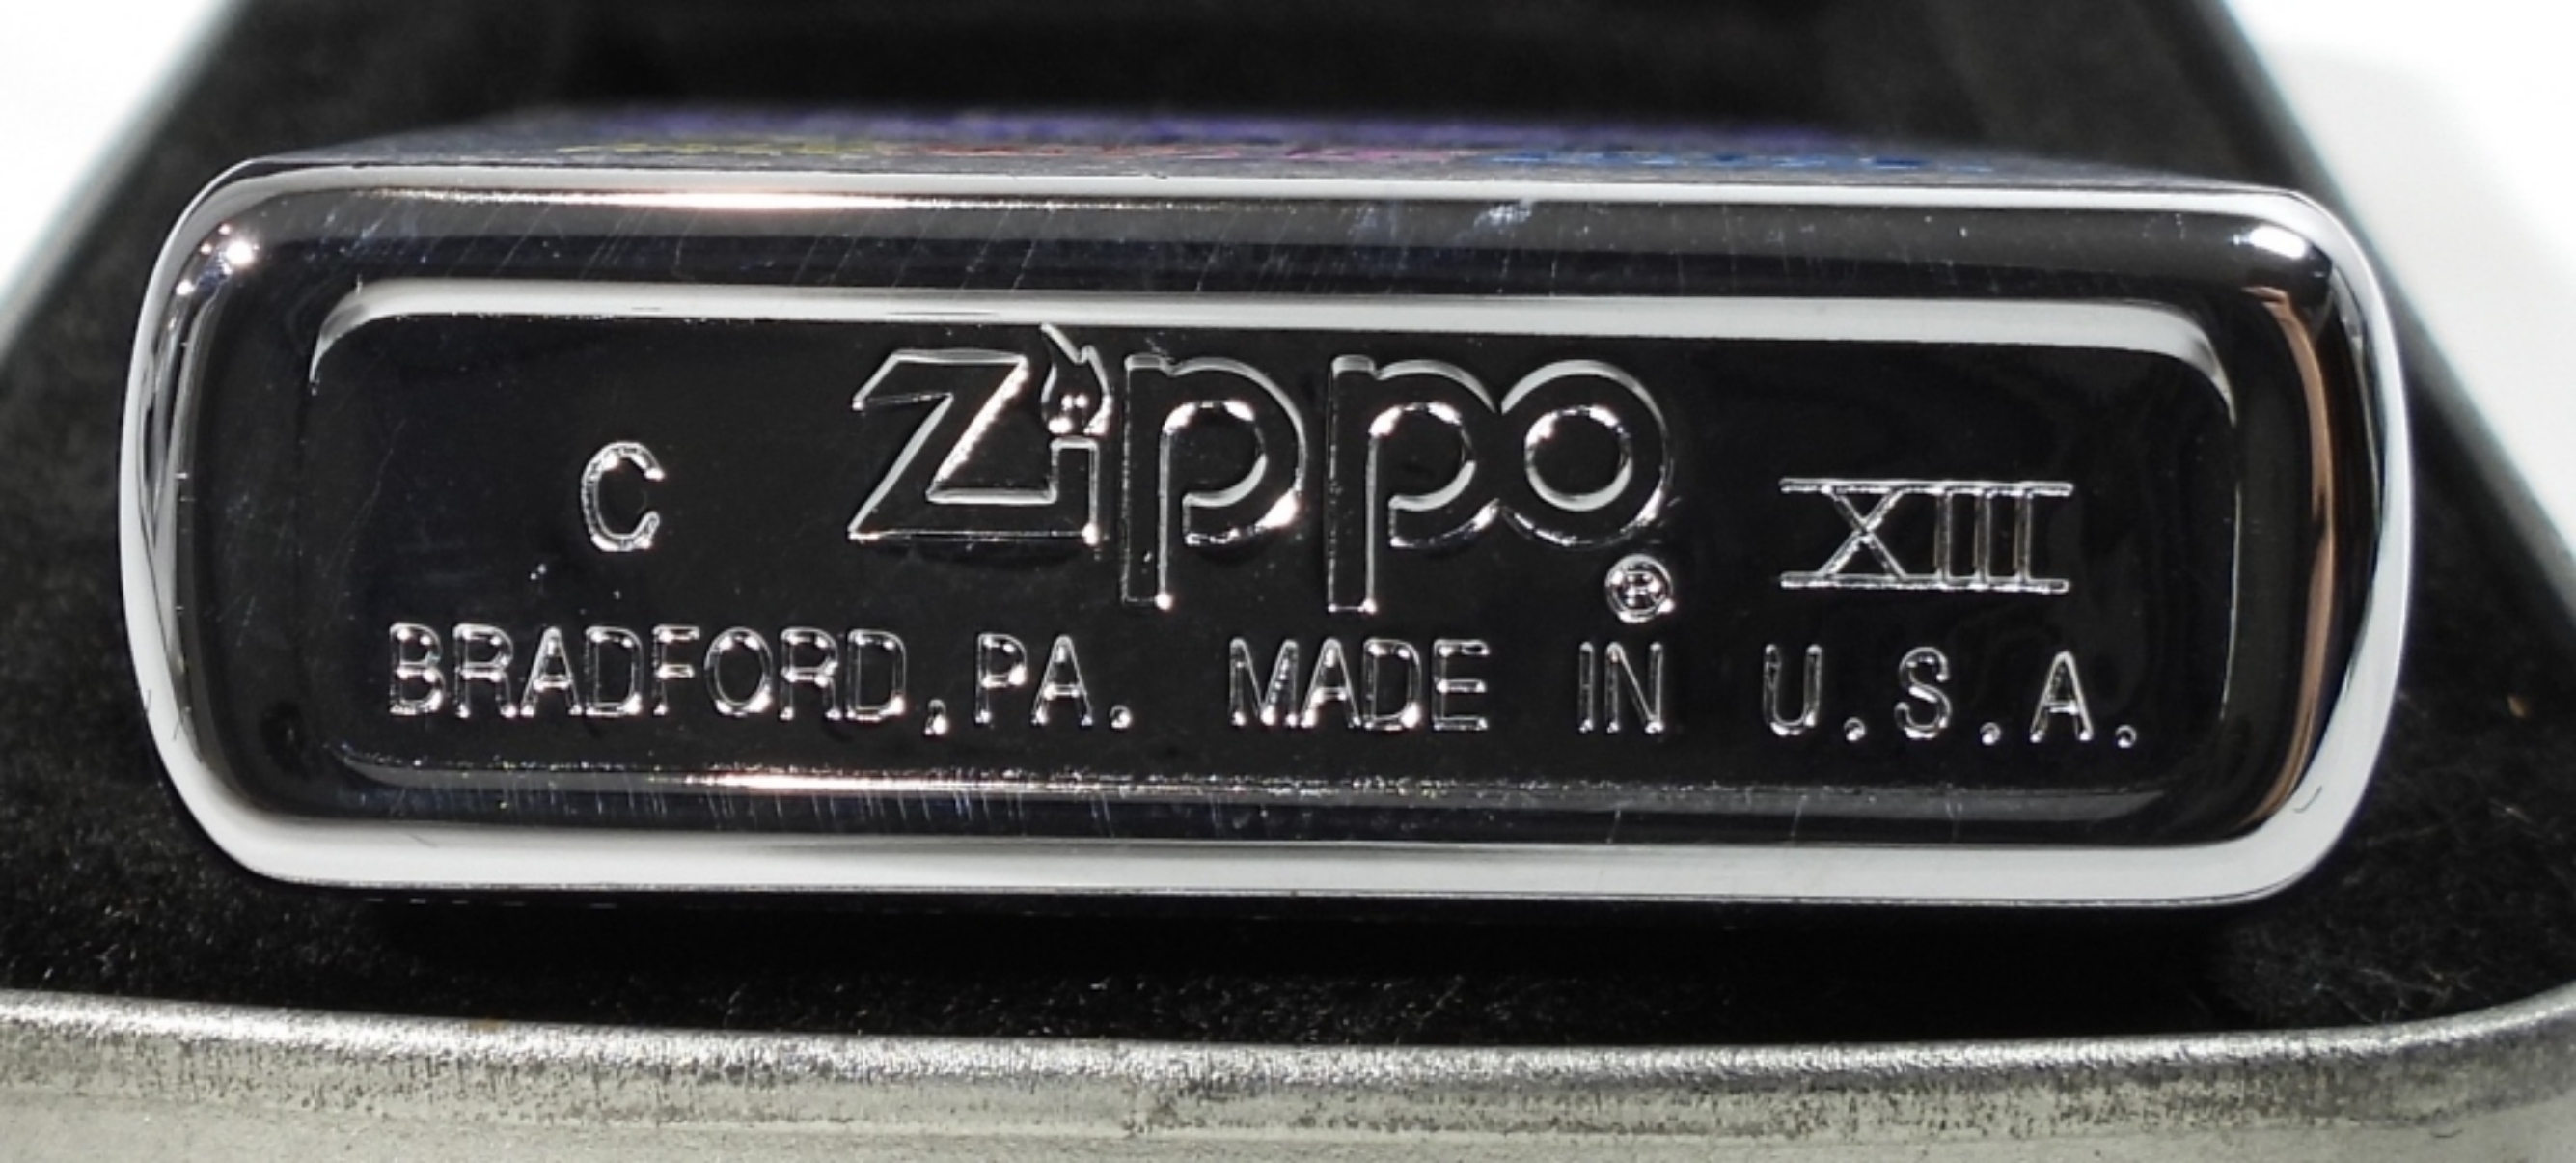 C Zippo ® XIII
BRADFORD, PA. MADE IN U.S.A.